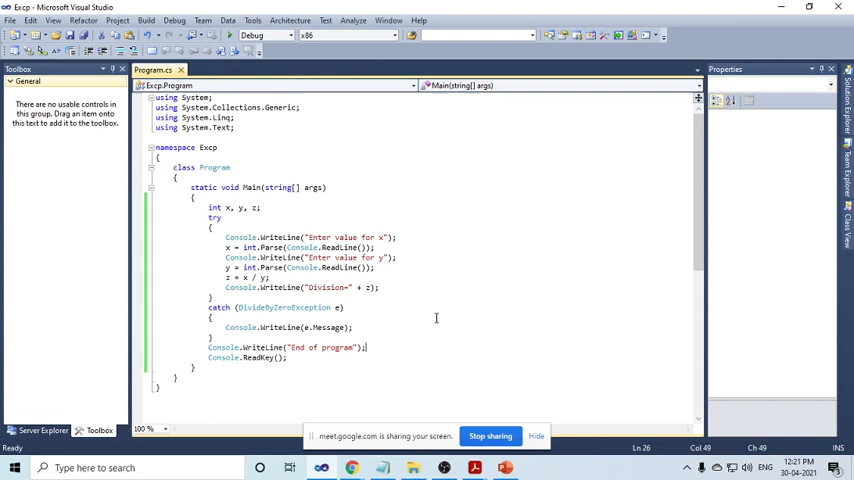 Excp - Microsoft Visual Studio
File Edit View Refactor Project Build Debug Team Data Tools Architecture Test Analyze Window Help
Debug x86
Toolbox
General
There are no usable controls in
this group. Drag an item onto
this text to add it to the toolbox.
Server Explorer Toolbox
Program.cs
Excp.Program Main(string[] args)
using System;
using System.Collections.Generic;
using System.Linq;
using System.Text;
namespace Excp
{
class Program
{
static void Main(string[] args)
{
int x, y, z;
try
{
Console.WriteLine("Enter value for x");
x = int.Parse(Console.ReadLine());
Console.WriteLine("Enter value for y");
y = int.Parse(Console.ReadLine());
z = x / y;
Console.WriteLine("Division=" + z);
}
catch (DivideByZeroException e)
{
Console.WriteLine(e.Message);
}
Console.WriteLine("End of program");
Console.ReadKey();
}
}
}
100 %
Properties
Solution Explorer
Team Explorer
Class View
meet.google.com is sharing your screen. Stop sharing Hide
Ready Ln 26 Col 49 Ch 49 INS
Type here to search
ENG 12:21 PM
30-04-2021
3